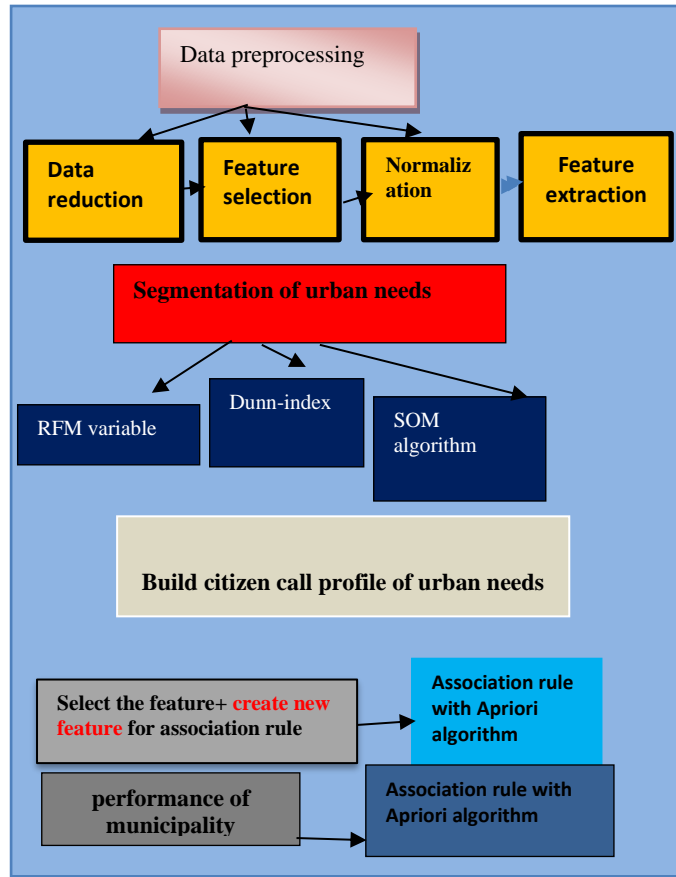 Data preprocessing
Data
reduction
Feature
selection
Normaliz
ation
Feature
extraction
Segmentation of urban needs
RFM variable
Dunn-index
SOM
algorithm
Build citizen call profile of urban needs
Select the feature+ create new
feature for association rule
Association rule
with Apriori
algorithm
performance of
municipality
Association rule with
Apriori algorithm